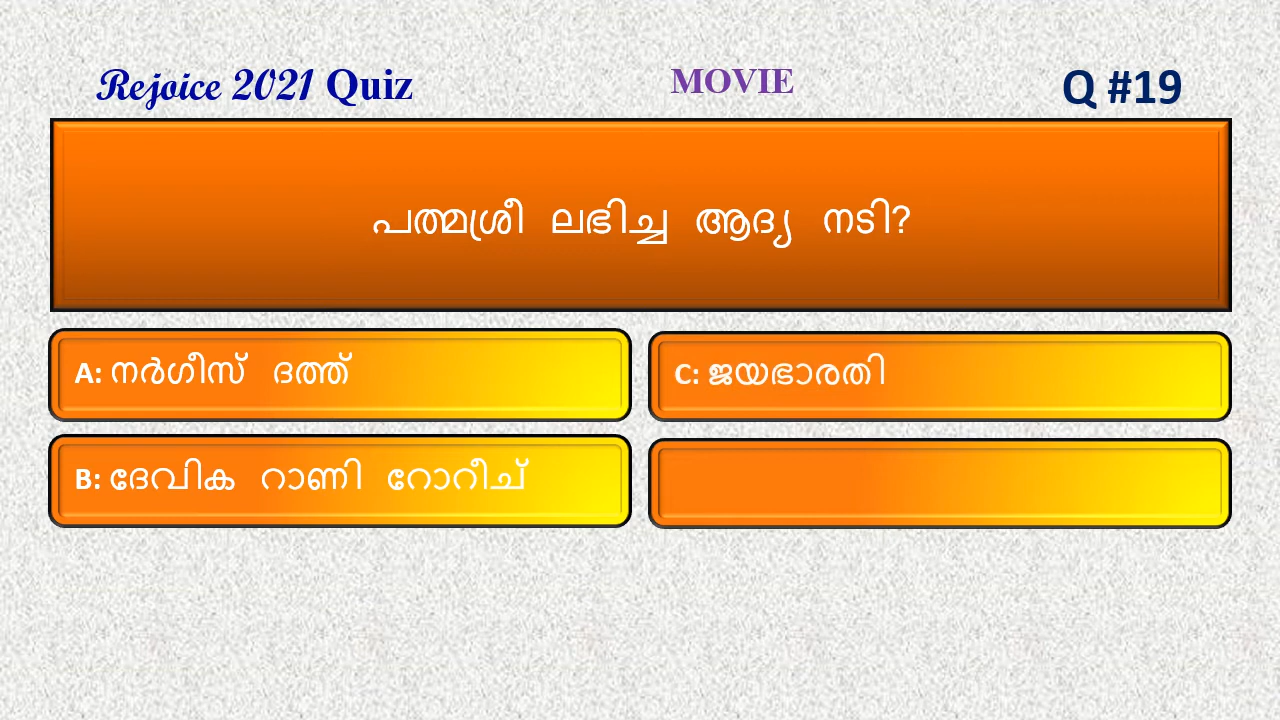 Rejoice 2021 Quiz
MOVIE
Q #19
പത്മശ്രീ ലഭിച്ച ആദ്യ നടി?
A: നർഗീസ് ദത്ത്
C: ജയഭാരതി
B: ദേവിക റാണി റോറീച്